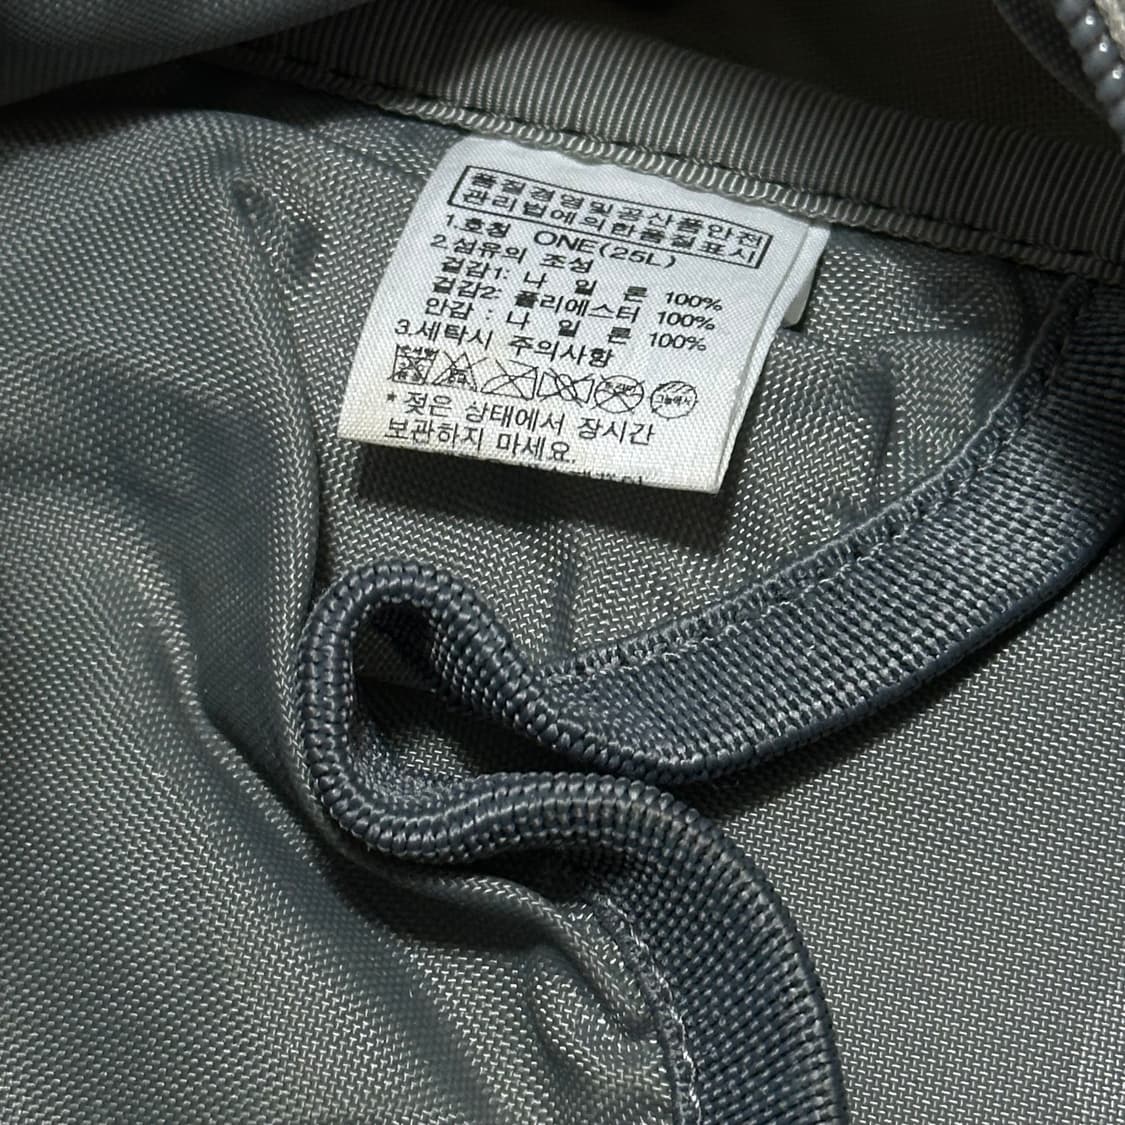 품질경영및공산품안전
관리법에의한품질표시
1.호칭 ONE(25L)
2.섬유의 조성
겉감1: 나 일 론 100%
겉감2: 폴리에스터 100%
안감 : 나 일 론 100%
3.세탁시 주의사항
* 젖은 상태에서 장시간
보관하지 마세요.